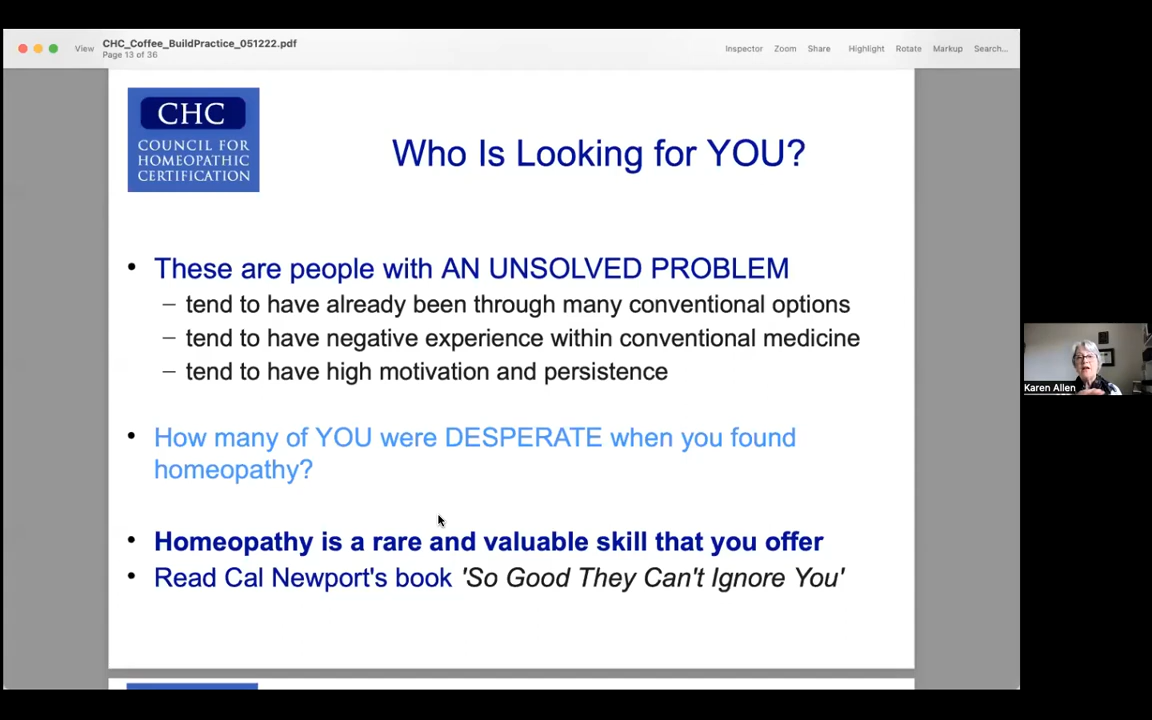 View
CHC_Coffee_BuildPractice_051222.pdf
Page 13 of 36
Inspector Zoom Share Highlight Rotate Markup Search...
CHC
COUNCIL FOR
HOMEOPATHIC
CERTIFICATION
Who Is Looking for YOU?
• These are people with AN UNSOLVED PROBLEM
– tend to have already been through many conventional options
– tend to have negative experience within conventional medicine
– tend to have high motivation and persistence
• How many of YOU were DESPERATE when you found
homeopathy?
• Homeopathy is a rare and valuable skill that you offer
• Read Cal Newport's book 'So Good They Can't Ignore You'
Karen Allen